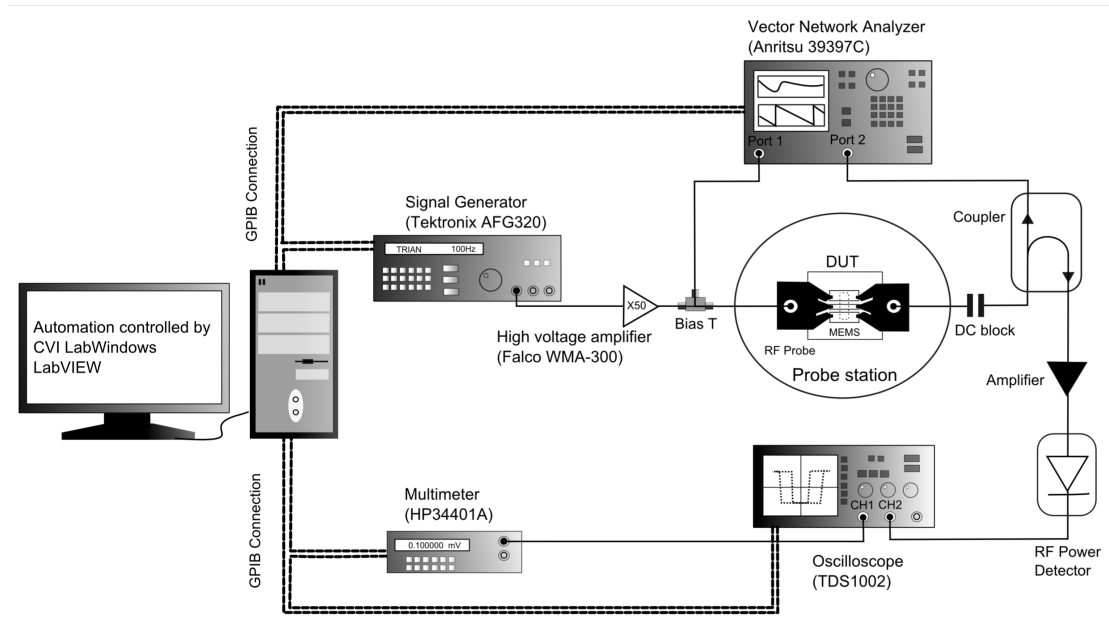 Vector Network Analyzer
(Anritsu 39397C)
Port 1
Port 2
GPIB Connection
Signal Generator
(Tektronix AFG320)
TRIAN 100Hz
Coupler
DUT
X50
Bias T
MEMS
DC block
High voltage amplifier
(Falco WMA-300)
RF Probe
Probe station
Automation controlled by
CVI LabWindows
LabVIEW
Amplifier
GPIB Connection
Multimeter
(HP34401A)
0.100000 mV
CH1 CH2
Oscilloscope
(TDS1002)
RF Power
Detector